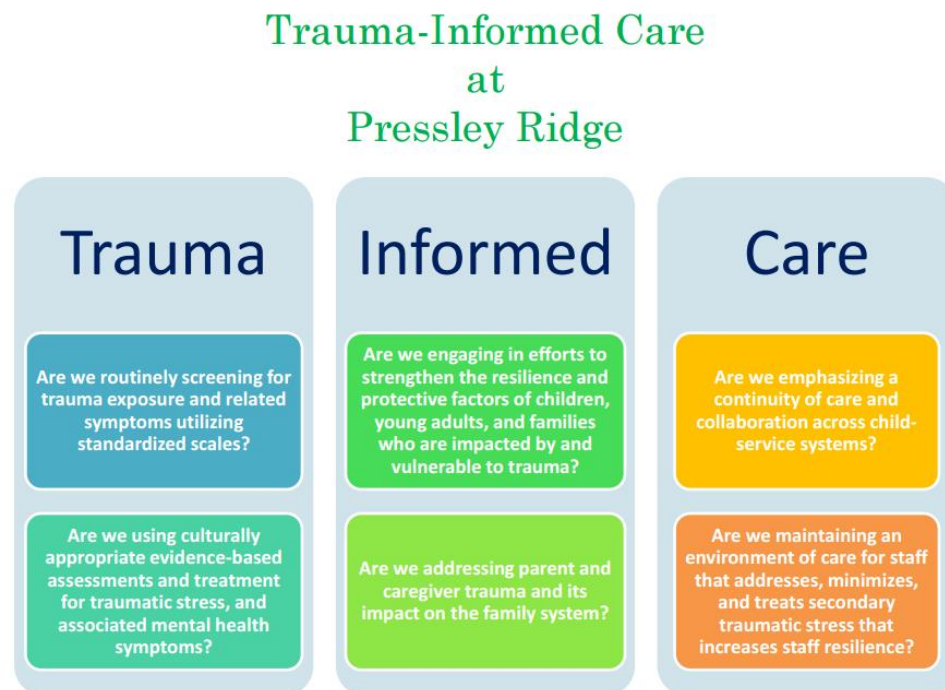 Trauma-Informed Care
at
Pressley Ridge
Trauma
Are we routinely screening for
trauma exposure and related
symptoms utilizing
standardized scales?
Are we using culturally
appropriate evidence-based
assessments and treatment
for traumatic stress, and
associated mental health
symptoms?
Informed
Are we engaging in efforts to
strengthen the resilience and
protective factors of children,
young adults, and families
who are impacted by and
vulnerable to trauma?
Are we addressing parent and
caregiver trauma and its
impact on the family system?
Care
Are we emphasizing a
continuity of care and
collaboration across child-
service systems?
Are we maintaining an
environment of care for staff
that addresses, minimizes,
and treats secondary
traumatic stress that
increases staff resilience?